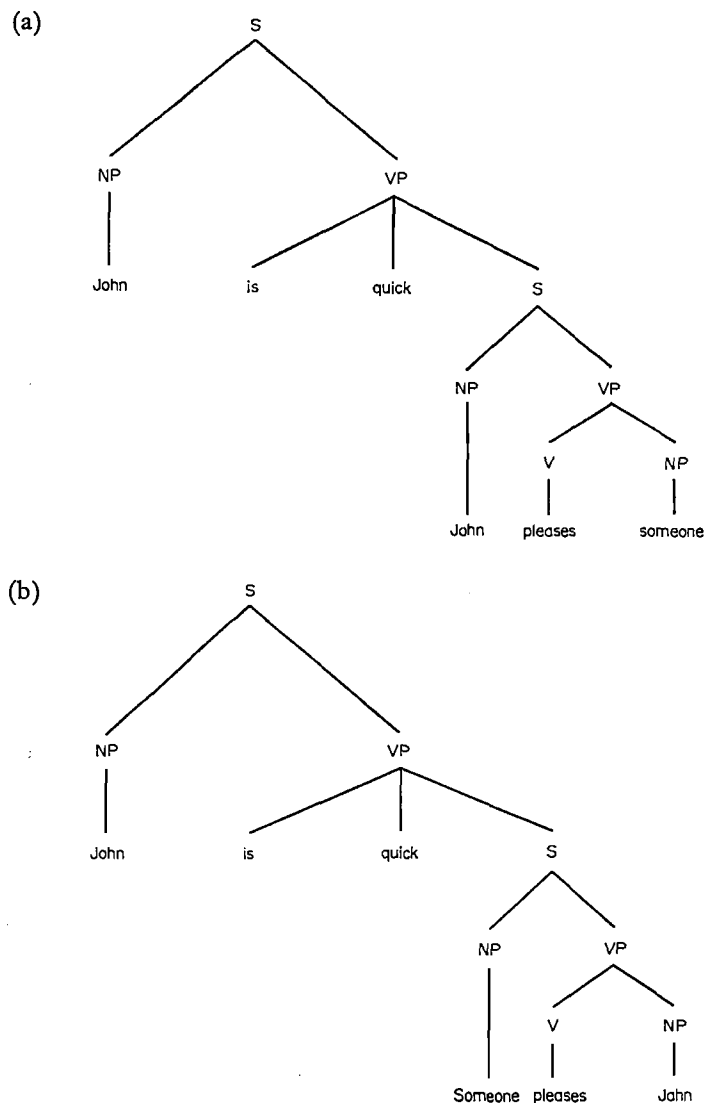 (a)
S
NP VP
John is quick S
NP VP
V NP
John pleases someone
(b)
S
NP VP
John is quick S
NP VP
V NP
Someone pleases John